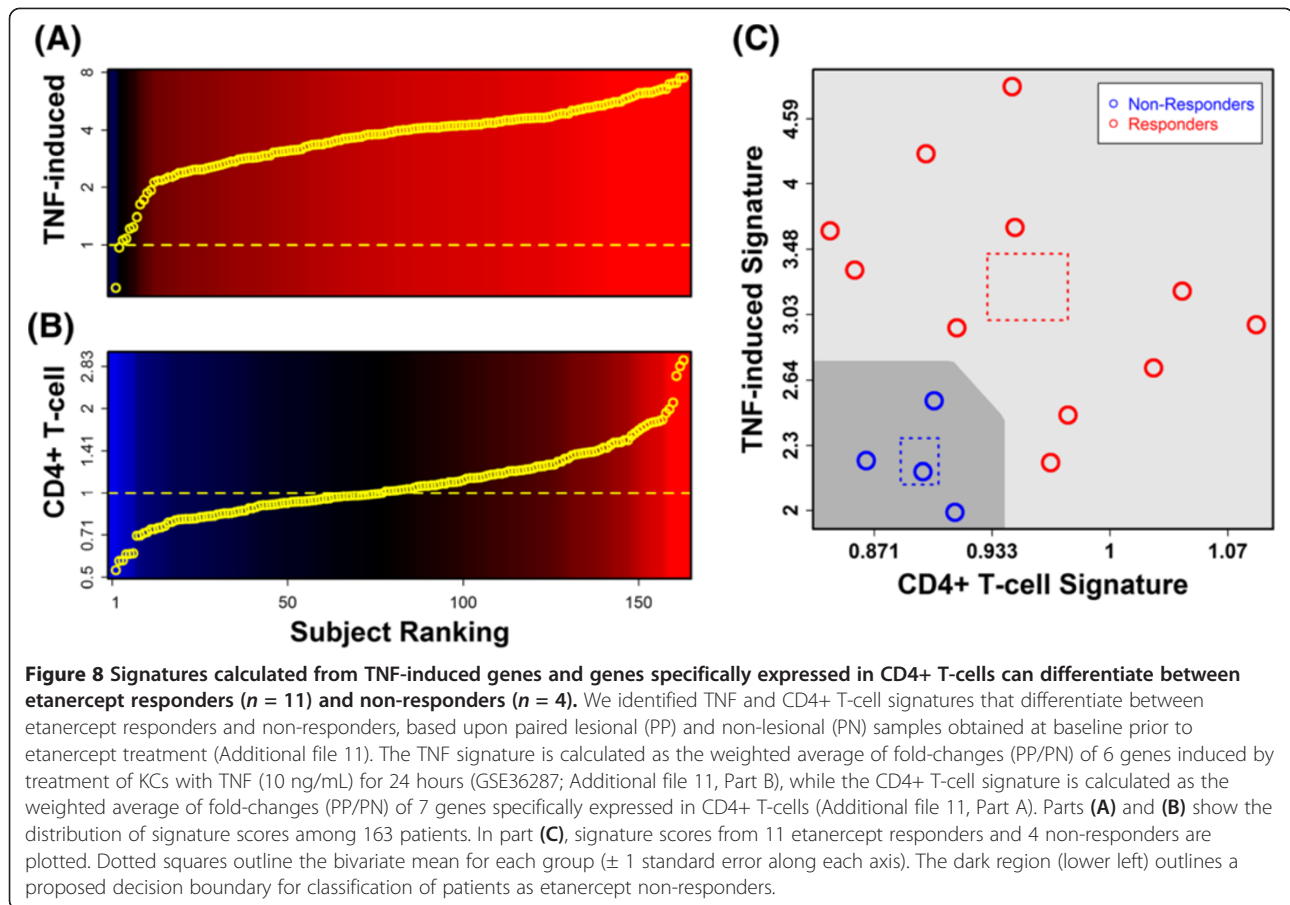 (A)
TNF-induced
8
4
2
1
(B)
CD4+ T-cell
2.83
2
1.41
1
0.71
0.5
1 50 100 150
Subject Ranking
(C)
TNF-induced Signature
4.59
4
3.48
3.03
2.64
2.3
2
Non-Responders
Responders
0.871 0.933 1 1.07
CD4+ T-cell Signature
Figure 8 Signatures calculated from TNF-induced genes and genes specifically expressed in CD4+ T-cells can differentiate between
etanercept responders (n = 11) and non-responders (n = 4). We identified TNF and CD4+ T-cell signatures that differentiate between
etanercept responders and non-responders, based upon paired lesional (PP) and non-lesional (PN) samples obtained at baseline prior to
etanercept treatment (Additional file 11). The TNF signature is calculated as the weighted average of fold-changes (PP/PN) of 6 genes induced by
treatment of KCs with TNF (10 ng/mL) for 24 hours (GSE36287; Additional file 11, Part B), while the CD4+ T-cell signature is calculated as the
weighted average of fold-changes (PP/PN) of 7 genes specifically expressed in CD4+ T-cells (Additional file 11, Part A). Parts (A) and (B) show the
distribution of signature scores among 163 patients. In part (C), signature scores from 11 etanercept responders and 4 non-responders are
plotted. Dotted squares outline the bivariate mean for each group (± 1 standard error along each axis). The dark region (lower left) outlines a
proposed decision boundary for classification of patients as etanercept non-responders.